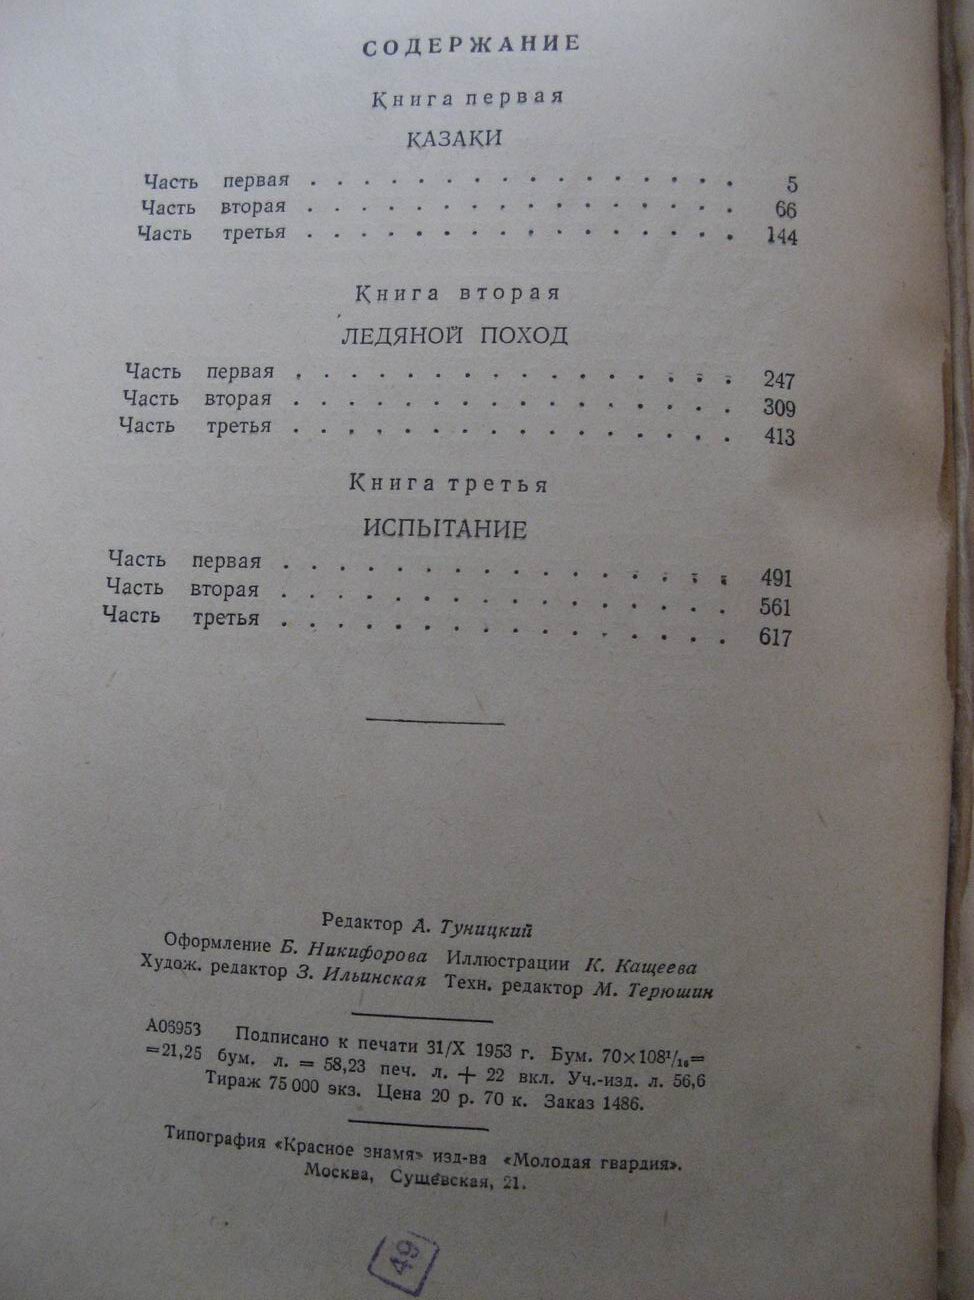 СОДЕРЖАНИЕ
Книга первая
КАЗАКИ
Часть первая . . . . . . . . . . . . . . . . 5
Часть вторая . . . . . . . . . . . . . . . . 66
Часть третья . . . . . . . . . . . . . . . . 144
Книга вторая
ЛЕДЯНОЙ ПОХОД
Часть первая . . . . . . . . . . . . . . . . 247
Часть вторая . . . . . . . . . . . . . . . . 309
Часть третья . . . . . . . . . . . . . . . . 413
Книга третья
ИСПЫТАНИЕ
Часть первая . . . . . . . . . . . . . . . . 491
Часть вторая . . . . . . . . . . . . . . . . 561
Часть третья . . . . . . . . . . . . . . . . 617
Редактор А. Туницкий
Оформление Б. Никифорова Иллюстрации К. Кащеева
Худож. редактор З. Ильинская Техн. редактор М. Терюшин
А06953 Подписано к печати 31/X 1953 г. Бум. 70×108¹/₁₆=
=21,25 бум. л. = 58,23 печ. л. + 22 вкл. Уч.-изд. л. 56,6
Тираж 75 000 экз. Цена 20 р. 70 к. Заказ 1486.
Типография «Красное знамя» изд-ва «Молодая гвардия».
Москва, Сущёвская, 21.
49